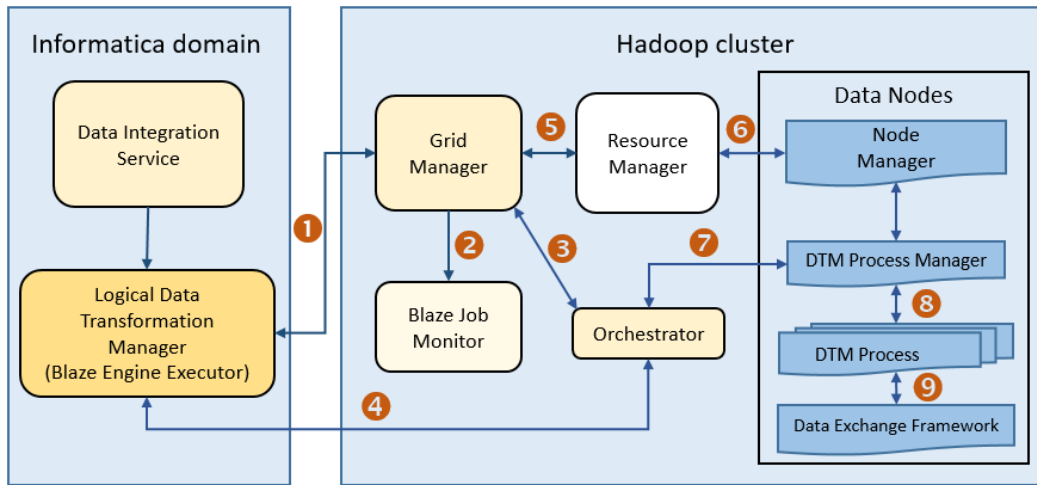 Informatica domain
Data Integration
Service
Logical Data
Transformation
Manager
(Blaze Engine Executor)
1
Hadoop cluster
Grid
Manager
5
Resource
Manager
6
2
3
7
Blaze Job
Monitor
Orchestrator
4
Data Nodes
Node
Manager
DTM Process Manager
8
DTM Process
9
Data Exchange Framework